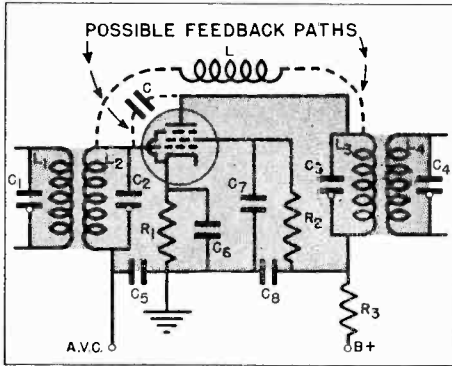 POSSIBLE FEEDBACK PATHS
L
C
L1
L2
L3
L4
C1
C2
C3
C4
R1
C6
C7
R2
C5
C8
R3
A.V.C.
B+